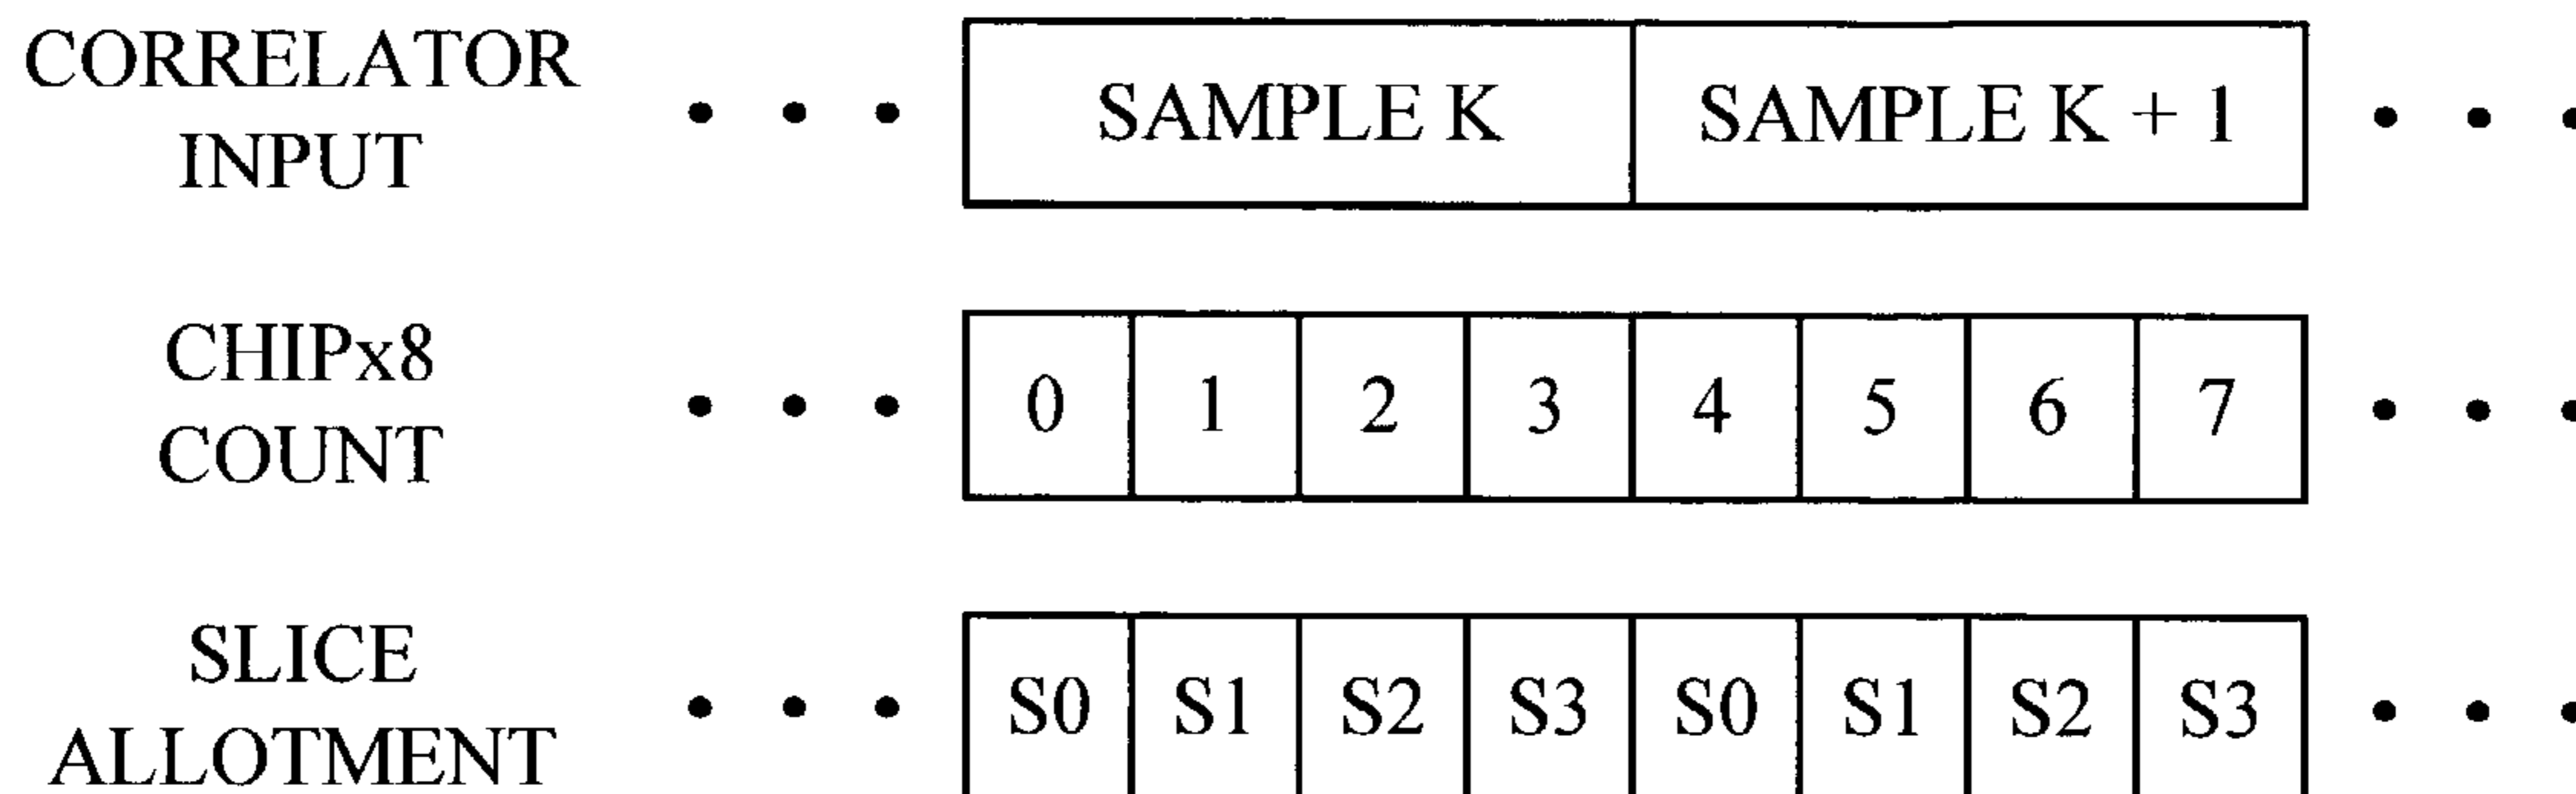 CORRELATOR
INPUT
SAMPLE K
SAMPLE K + 1
CHIPx8
COUNT
0 1 2 3 4 5 6 7
SLICE
ALLOTMENT
S0 S1 S2 S3 S0 S1 S2 S3